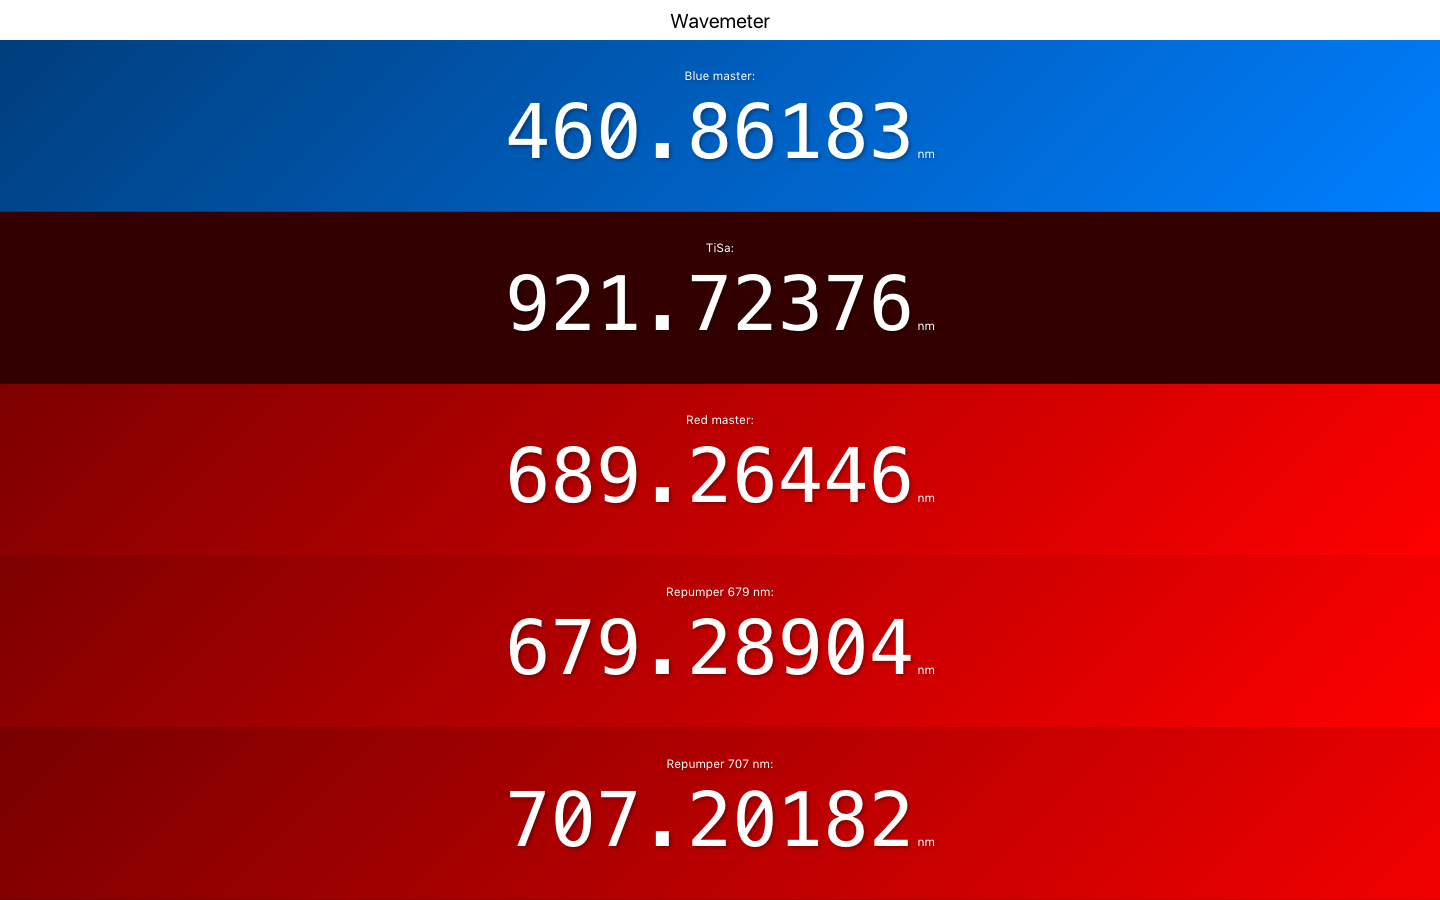 Wavemeter
Blue master:
460.86183 nm
TiSa:
921.72376 nm
Red master:
689.26446 nm
Repumper 679 nm:
679.28904 nm
Repumper 707 nm:
707.20182 nm